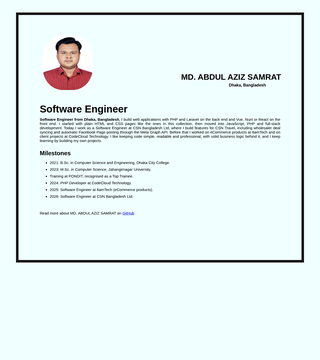 MD. ABDUL AZIZ SAMRAT
Dhaka, Bangladesh
Software Engineer
Software Engineer from Dhaka, Bangladesh. I build web applications with PHP and Laravel on the back end and Vue, Nuxt or React on the
front end. I started with plain HTML and CSS pages like the ones in this collection, then moved into JavaScript, PHP and full-stack
development. Today I work as a Software Engineer at CSN Bangladesh Ltd, where I build features for CSN Travel, including wholesaler deal
syncing and automatic Facebook Page posting through the Meta Graph API. Before that I worked on eCommerce products at 6amTech and on
client projects at CodeCloud Technology. I like keeping code simple, readable and professional, with solid business logic behind it, and I keep
learning by building my own projects.
Milestones
2021: B.Sc. in Computer Science and Engineering, Dhaka City College.
2023: M.Sc. in Computer Science, Jahangirnagar University.
Training at PONDIT, recognised as a Top Trainee.
2024: PHP Developer at CodeCloud Technology.
2025: Software Engineer at 6amTech (eCommerce products).
2026: Software Engineer at CSN Bangladesh Ltd.
Read more about MD. ABDUL AZIZ SAMRAT on GitHub